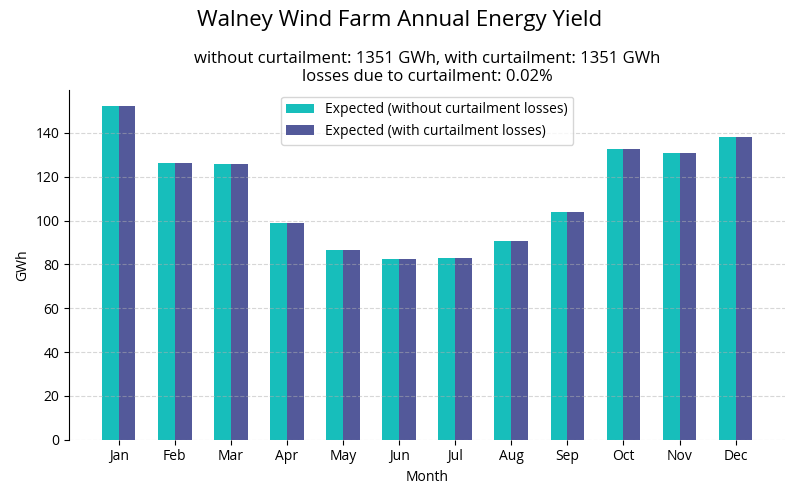 Walney Wind Farm Annual Energy Yield
without curtailment: 1351 GWh, with curtailment: 1351 GWh
losses due to curtailment: 0.02%
Expected (without curtailment losses)
Expected (with curtailment losses)
GWh
140
120
100
80
60
40
20
0
Jan Feb Mar Apr May Jun Jul Aug Sep Oct Nov Dec
Month